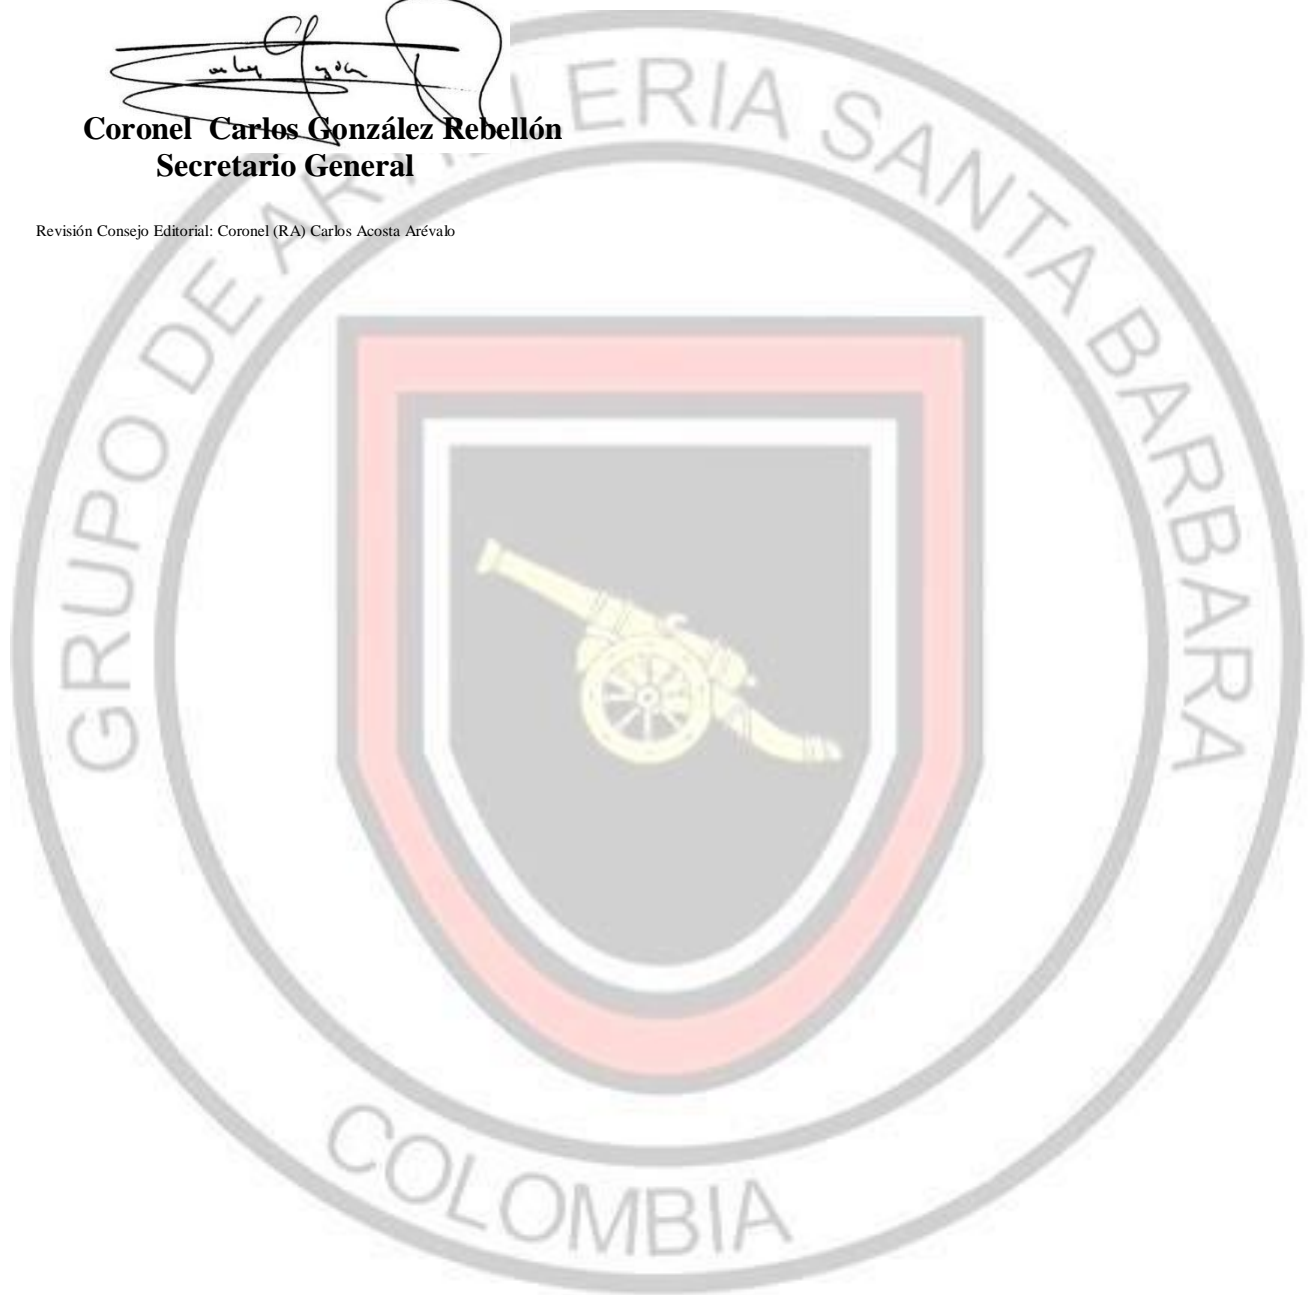 Coronel Carlos González Rebellón
Secretario General
Revisión Consejo Editorial: Coronel (RA) Carlos Acosta Arévalo
GRUPO DE ARTILLERIA SANTA BARBARA
COLOMBIA